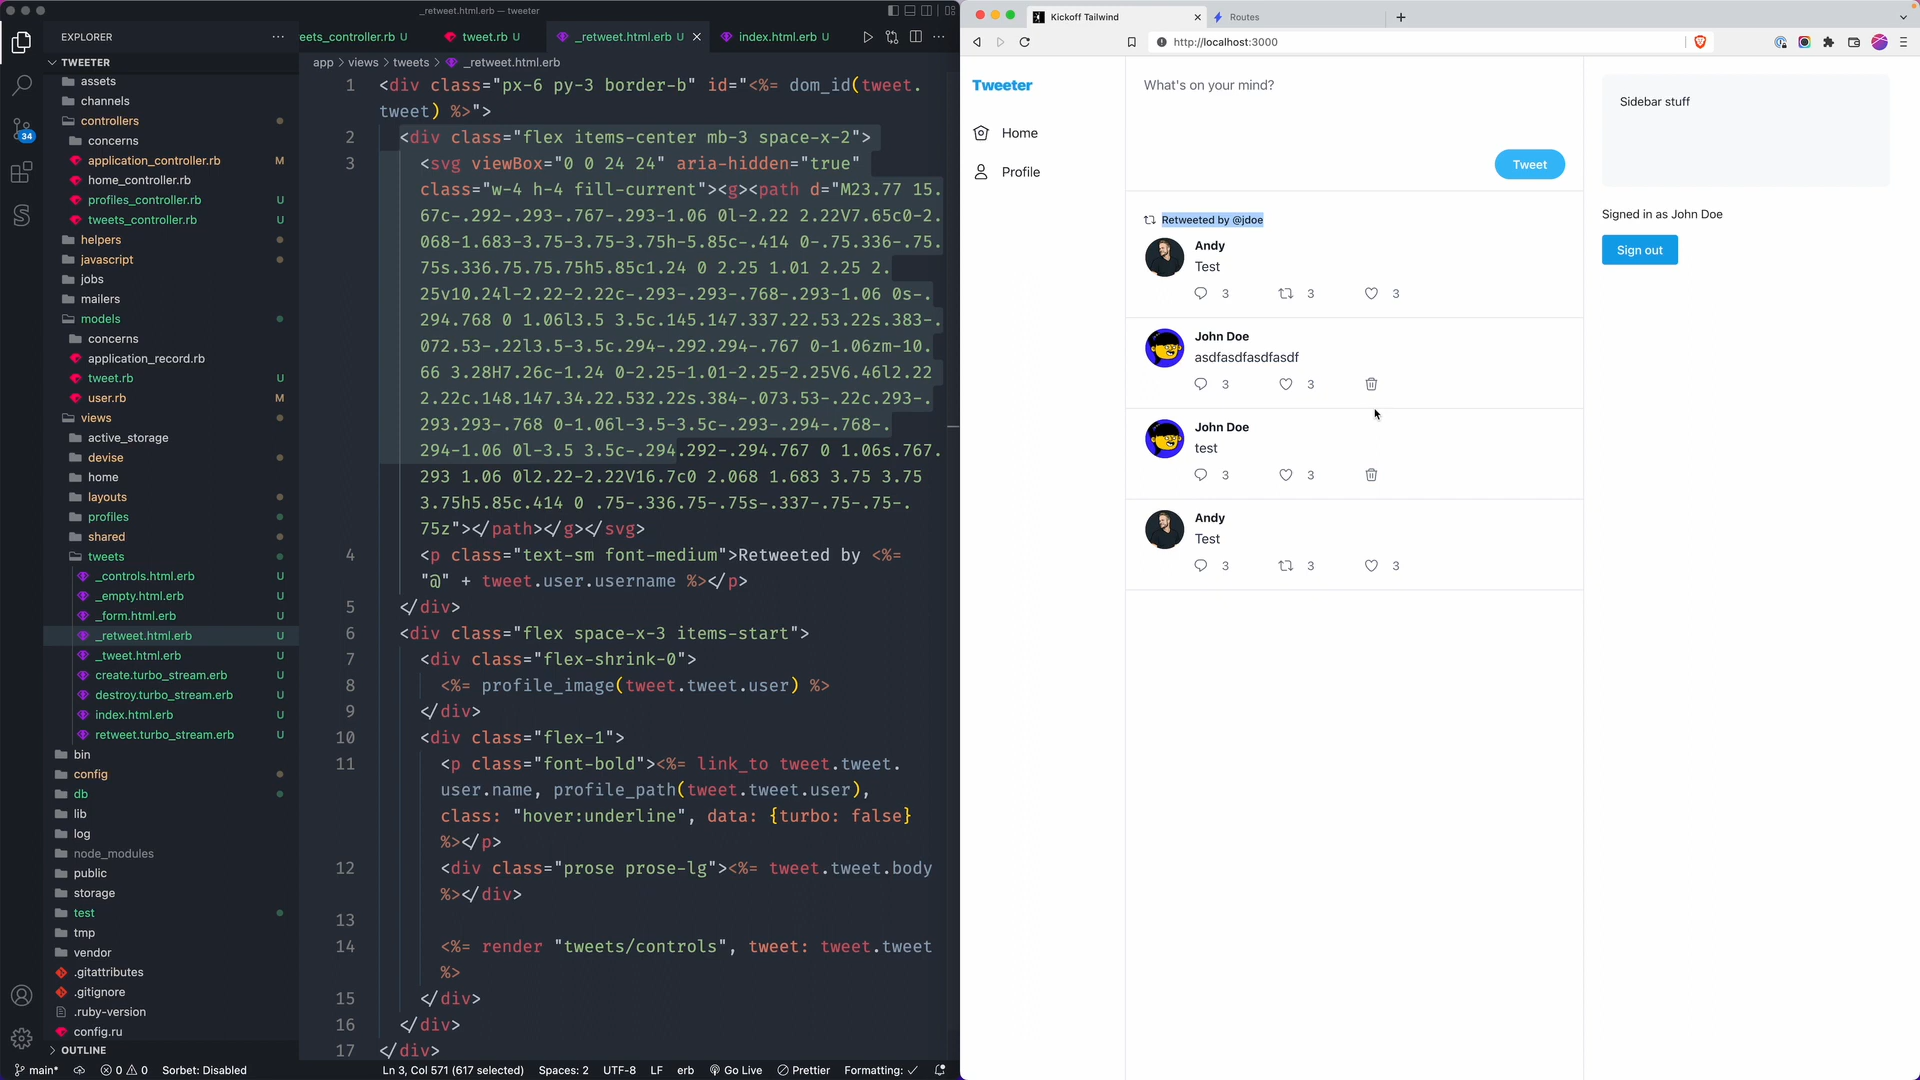 _retweet.html.erb — tweeter
EXPLORER
TWEETER
assets
channels
controllers
concerns
application_controller.rb M
home_controller.rb
profiles_controller.rb U
tweets_controller.rb U
helpers
javascript
jobs
mailers
models
concerns
application_record.rb
tweet.rb U
user.rb M
views
active_storage
devise
home
layouts
profiles
shared
tweets
_controls.html.erb U
_empty.html.erb U
_form.html.erb U
_retweet.html.erb U
_tweet.html.erb U
create.turbo_stream.erb U
destroy.turbo_stream.erb U
index.html.erb U
retweet.turbo_stream.erb U
bin
config
db
lib
log
node_modules
public
storage
test
tmp
vendor
.gitattributes
.gitignore
.ruby-version
config.ru
OUTLINE
34
eets_controller.rb U
tweet.rb U
_retweet.html.erb U
index.html.erb U
app > views > tweets > _retweet.html.erb
1 <div class="px-6 py-3 border-b" id="<%= dom_id(tweet.
tweet) %>">
2 <div class="flex items-center mb-3 space-x-2">
3 <svg viewBox="0 0 24 24" aria-hidden="true"
class="w-4 h-4 fill-current"><g><path d="M23.77 15.
67c-.292-.293-.767-.293-1.06 0l-2.22 2.22V7.65c0-2.
068-1.683-3.75-3.75-3.75h-5.85c-.414 0-.75.336-.75.
75s.336.75.75.75h5.85c1.24 0 2.25 1.01 2.25 2.
25v10.24l-2.22-2.22c-.293-.293-.768-.293-1.06 0s-.
294.768 0 1.06l3.5 3.5c.145.147.337.22.53.22s.383-.
072.53-.22l3.5-3.5c.294-.292.294-.767 0-1.06zm-10.
66 3.28H7.26c-1.24 0-2.25-1.01-2.25-2.25V6.46l2.22
2.22c.148.147.34.22.532.22s.384-.073.53-.22c.293-.
293.293-.768 0-1.06l-3.5-3.5c-.293-.294-.768-.
294-1.06 0l-3.5 3.5c-.294.292-.294.767 0 1.06s.767.
293 1.06 0l2.22-2.22V16.7c0 2.068 1.683 3.75 3.75
3.75h5.85c.414 0 .75-.336.75-.75s-.337-.75-.75-.
75z"></path></g></svg>
4 <p class="text-sm font-medium">Retweeted by <%=
"@" + tweet.user.username %></p>
5 </div>
6 <div class="flex space-x-3 items-start">
7 <div class="flex-shrink-0">
8 <%= profile_image(tweet.tweet.user) %>
9 </div>
10 <div class="flex-1">
11 <p class="font-bold"><%= link_to tweet.tweet.
user.name, profile_path(tweet.tweet.user),
class: "hover:underline", data: {turbo: false}
%></p>
12 <div class="prose prose-lg"><%= tweet.tweet.body
%></div>
13
14 <%= render "tweets/controls", tweet: tweet.tweet
%>
15 </div>
16 </div>
17 </div>
main* 0 0 Sorbet: Disabled Ln 3, Col 571 (617 selected) Spaces: 2 UTF-8 LF erb Go Live Prettier Formatting:
Kickoff Tailwind
Routes
http://localhost:3000
Tweeter
Home
Profile
What's on your mind?
Tweet
Retweeted by @jdoe
Andy
Test
3 3 3
John Doe
asdfasdfasdfasdf
3 3
John Doe
test
3 3
Andy
Test
3 3 3
Sidebar stuff
Signed in as John Doe
Sign out